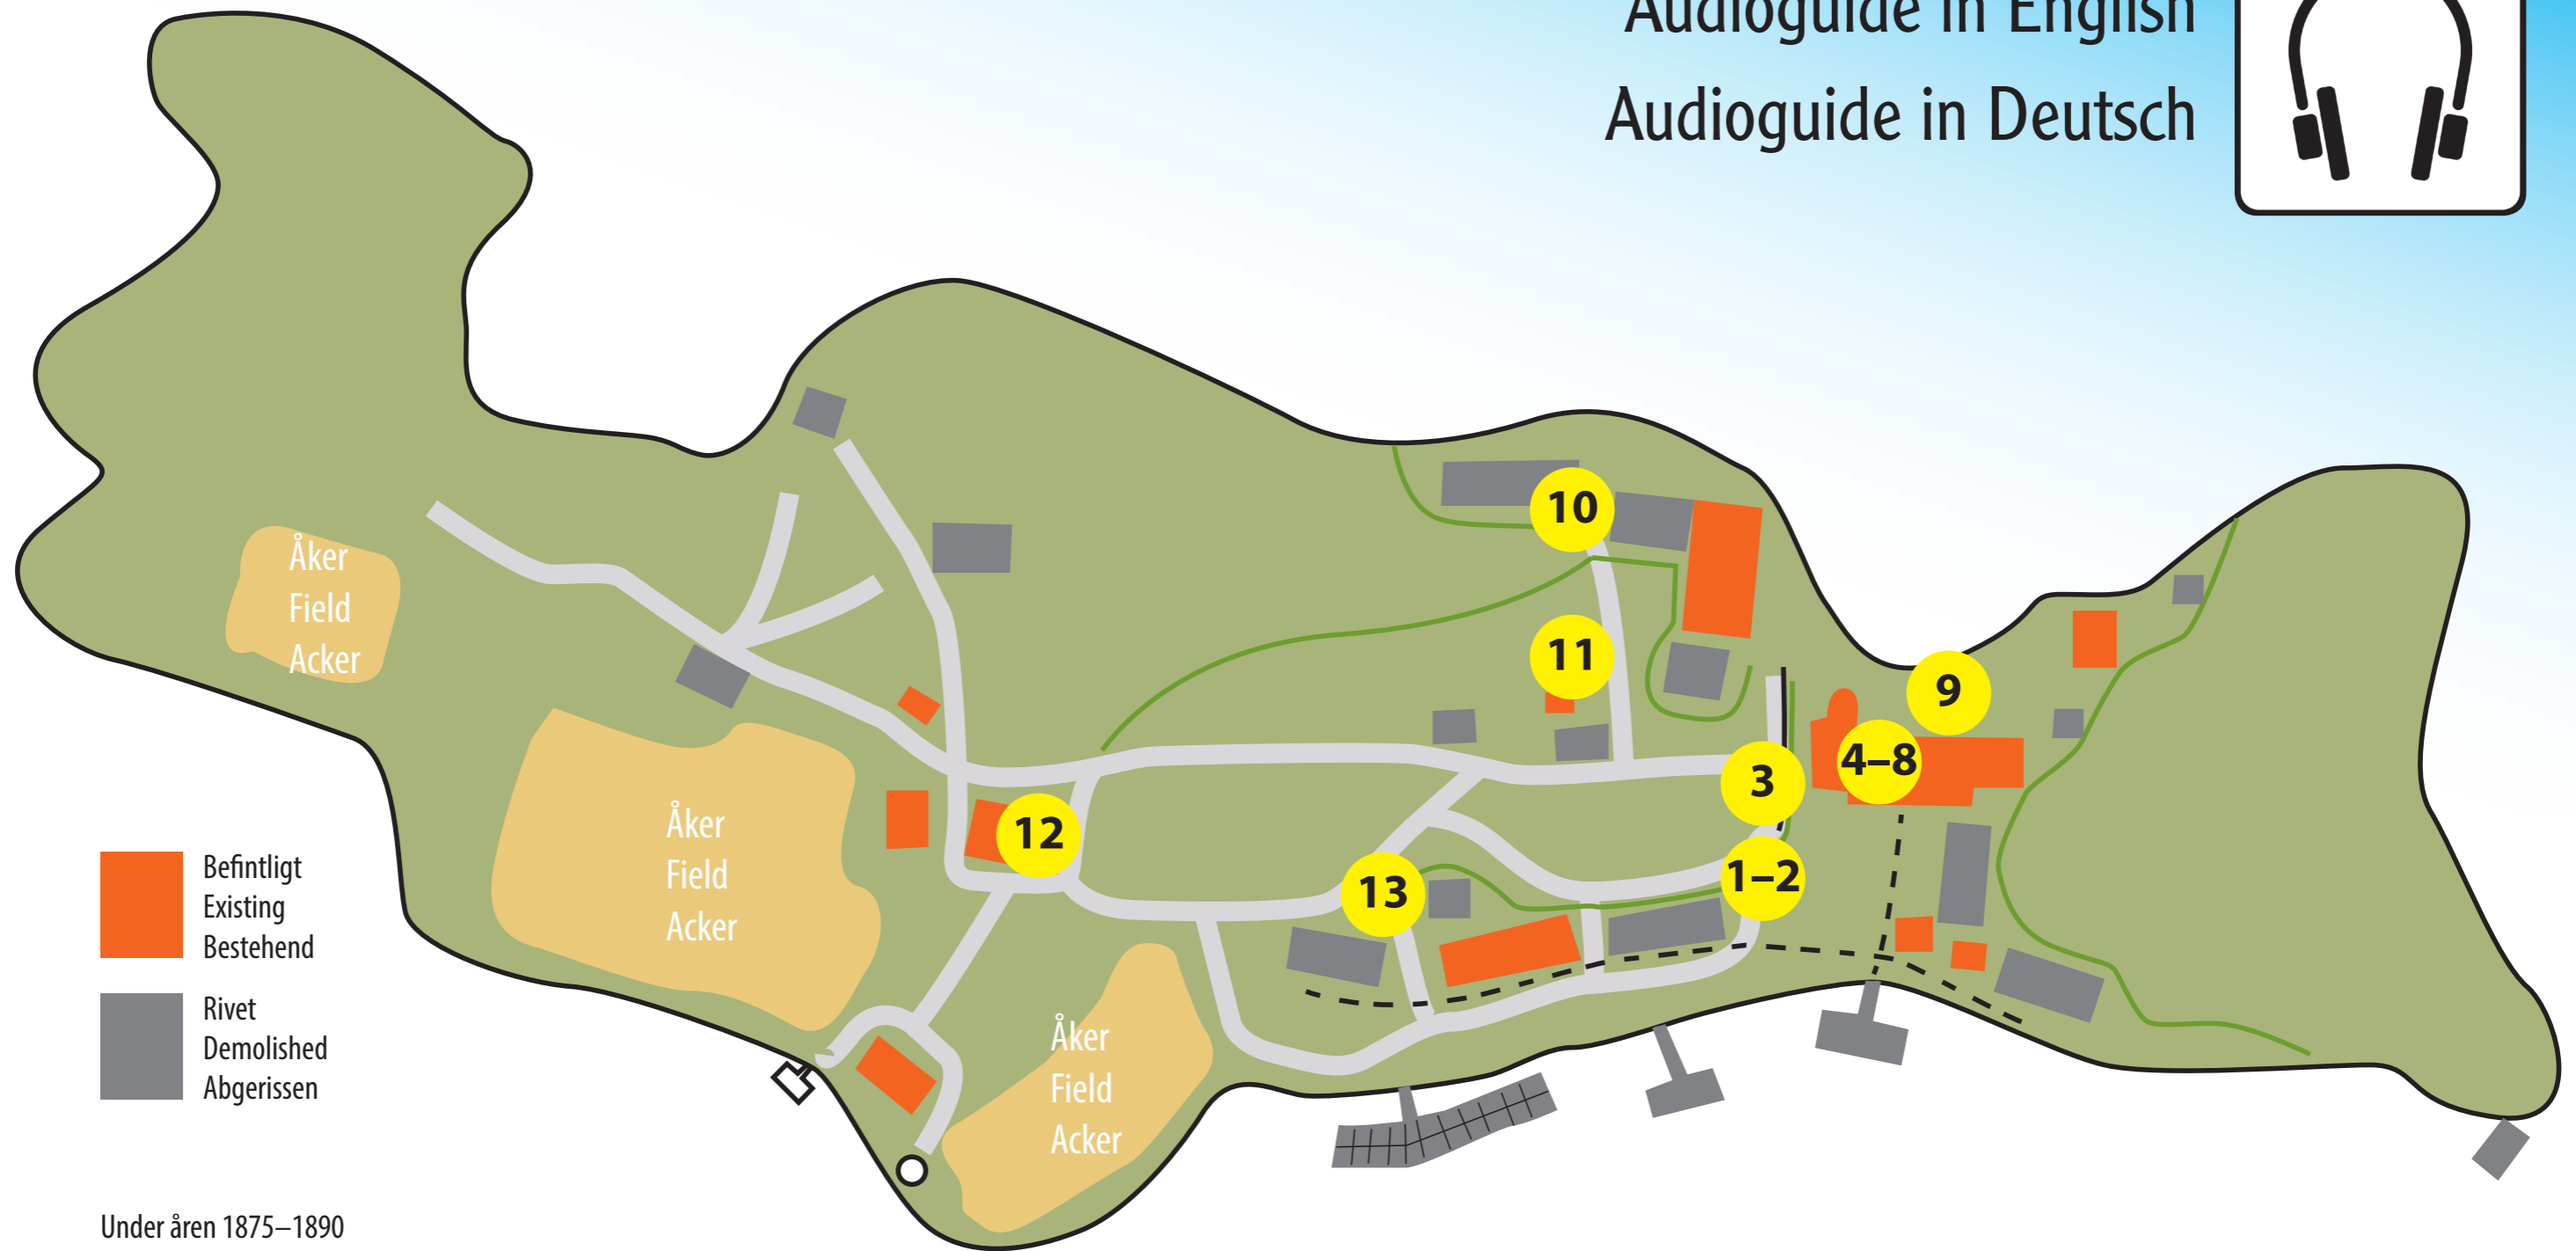 Audioguide in English
Audioguide in Deutsch
10
Åker
Field
Acker
11
9
4–8
3
12
Åker
Field
Acker
1–2
13
Befintligt
Existing
Bestehend
Rivet
Demolished
Abgerissen
Åker
Field
Acker
Under åren 1875–1890